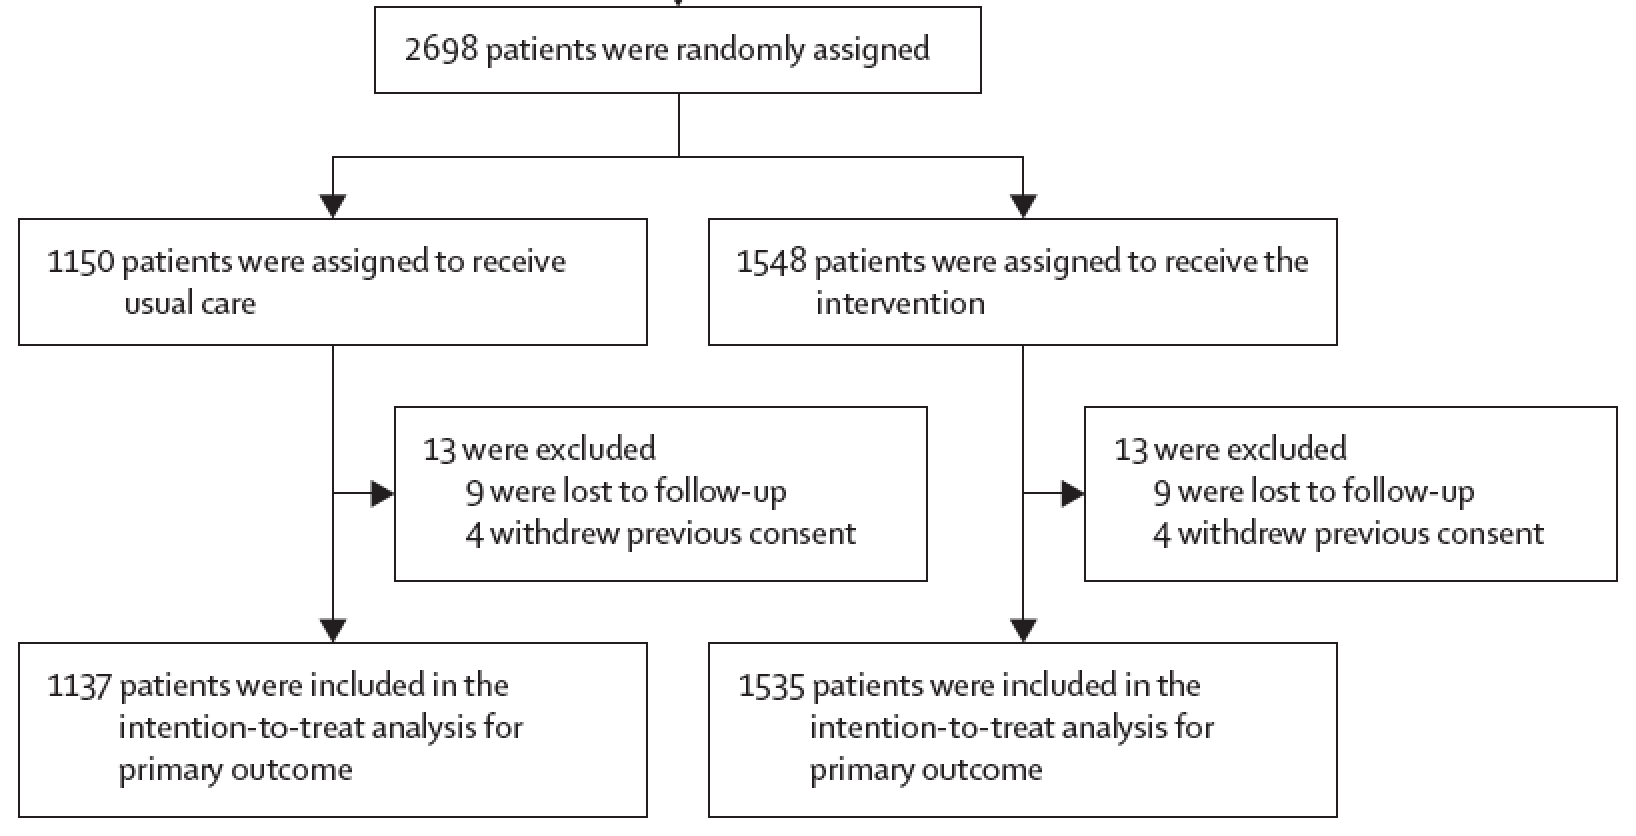 2698 patients were randomly assigned
1150 patients were assigned to receive
usual care
1548 patients were assigned to receive the
intervention
13 were excluded
9 were lost to follow-up
4 withdrew previous consent
13 were excluded
9 were lost to follow-up
4 withdrew previous consent
1137 patients were included in the
intention-to-treat analysis for
primary outcome
1535 patients were included in the
intention-to-treat analysis for
primary outcome